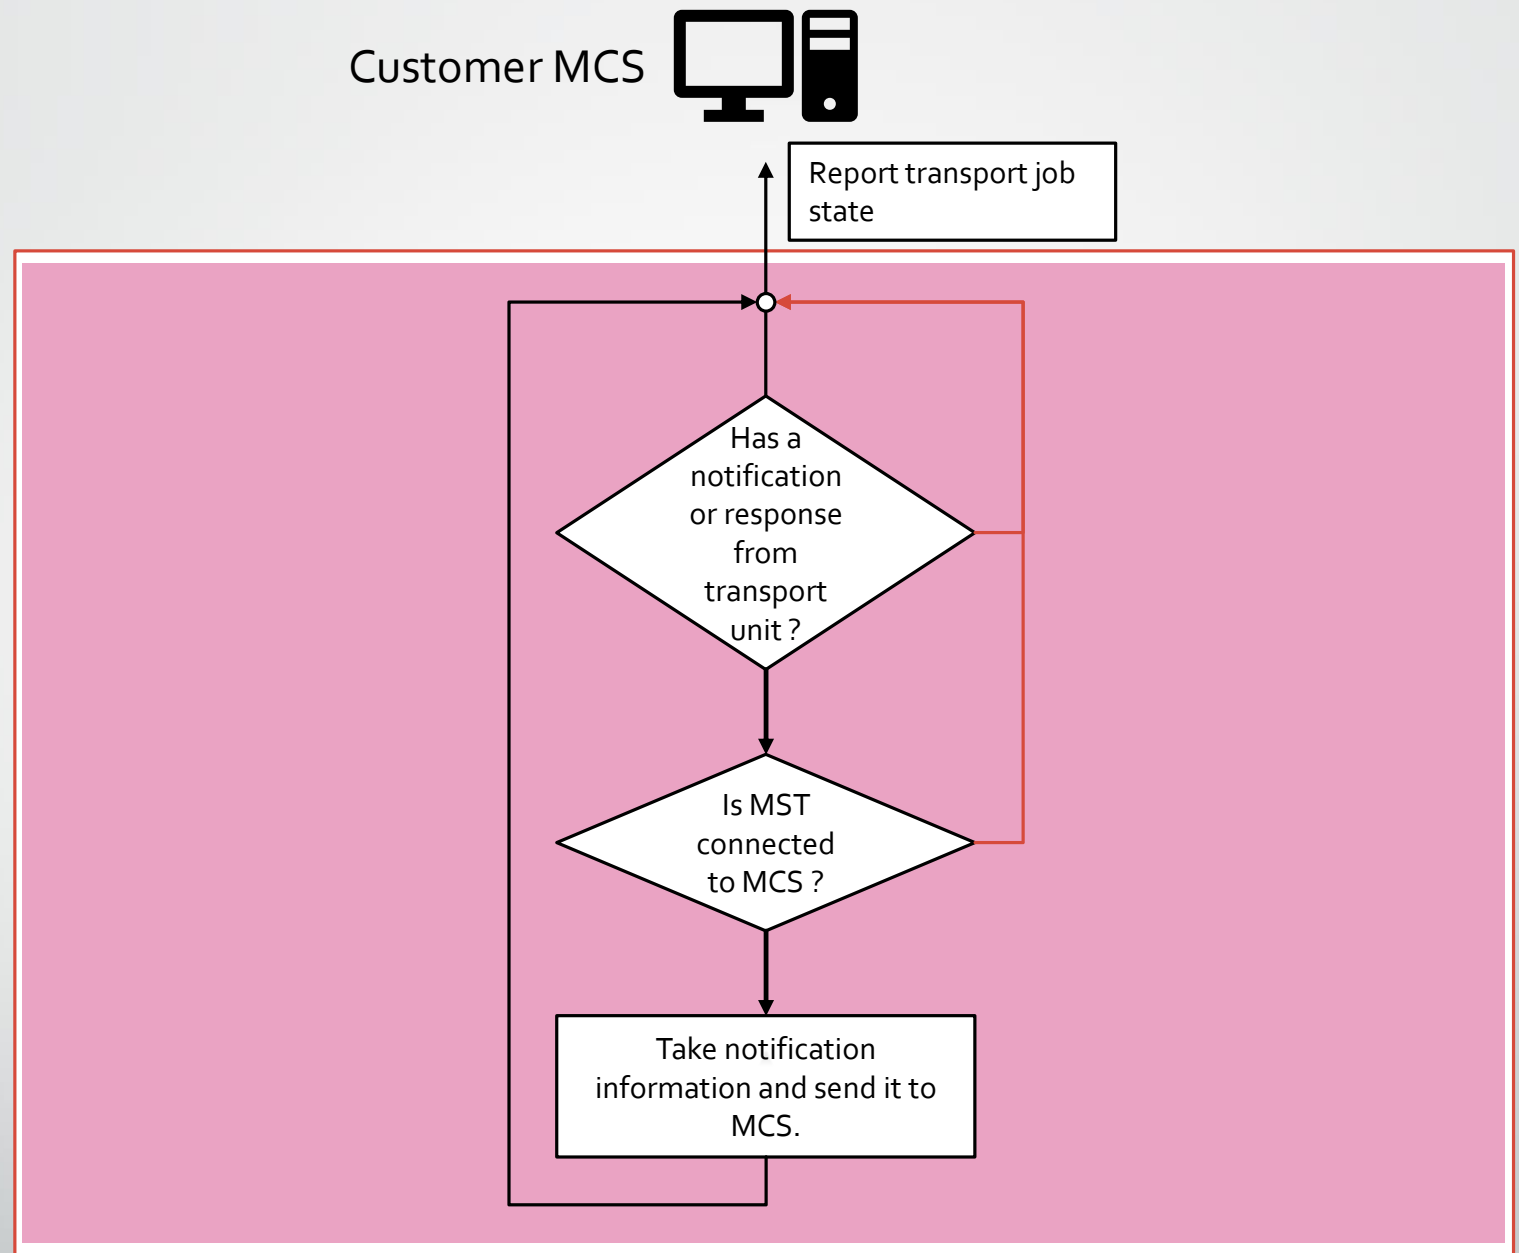 Customer MCS
Report transport job
state
Has a
notification
or response
from
transport
unit ?
Is MST
connected
to MCS ?
Take notification
information and send it to
MCS.